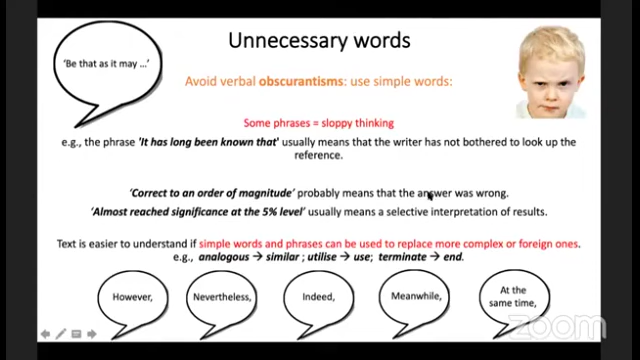 Unnecessary words
'Be that as it may …'
Avoid verbal obscurantisms: use simple words:
Some phrases = sloppy thinking
e.g., the phrase 'It has long been known that' usually means that the writer has not bothered to look up the
reference.
'Correct to an order of magnitude' probably means that the answer was wrong.
'Almost reached significance at the 5% level' usually means a selective interpretation of results.
Text is easier to understand if simple words and phrases can be used to replace more complex or foreign ones.
e.g., analogous → similar ; utilise → use; terminate → end.
However,
Nevertheless,
Indeed,
Meanwhile,
At the
same time,
zoom